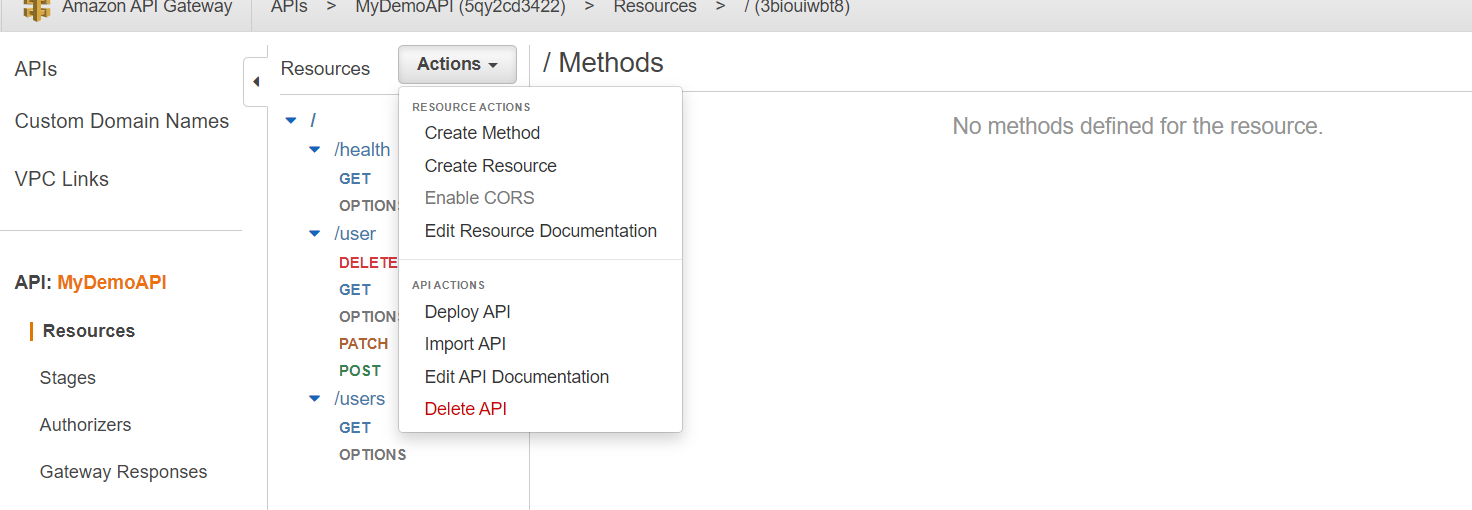 Amazon API Gateway
APIs > MyDemoAPI (5qy2cd3422) > Resources > / (3biouiwbt8)
APIs
Custom Domain Names
VPC Links
API: MyDemoAPI
Resources
Stages
Authorizers
Gateway Responses
Resources
Actions
/
/health
GET
OPTIONS
/user
DELETE
GET
OPTIONS
PATCH
POST
/users
GET
OPTIONS
RESOURCE ACTIONS
Create Method
Create Resource
Enable CORS
Edit Resource Documentation
API ACTIONS
Deploy API
Import API
Edit API Documentation
Delete API
/ Methods
No methods defined for the resource.